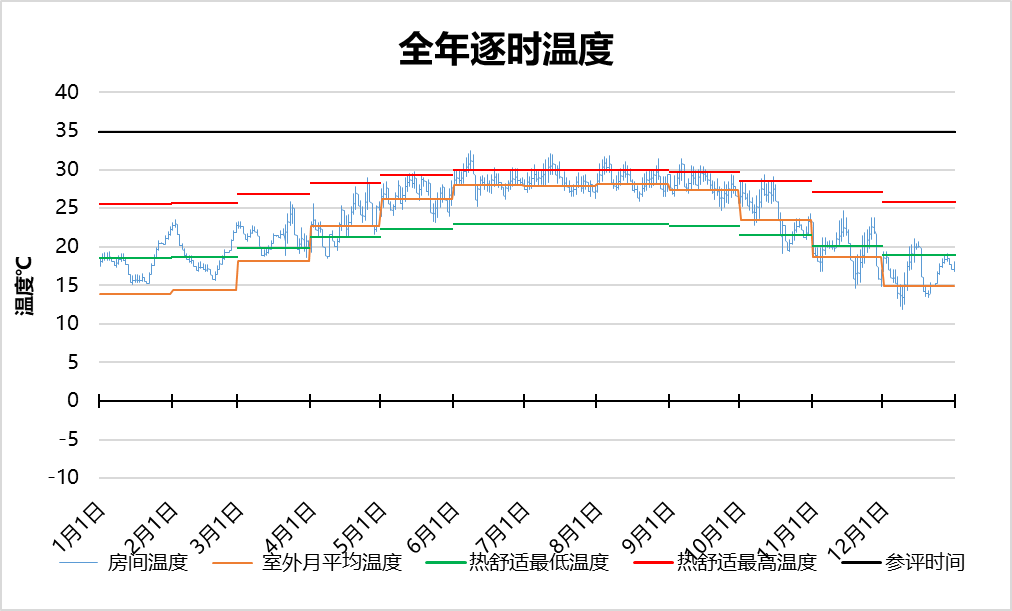 全年逐时温度
40
35
30
25
20
15
10
5
0
-5
-10
温度℃
1月1日
2月1日
3月1日
4月1日
5月1日
6月1日
7月1日
8月1日
9月1日
10月1日
11月1日
12月1日
房间温度 室外月平均温度 热舒适最低温度 热舒适最高温度 参评时间